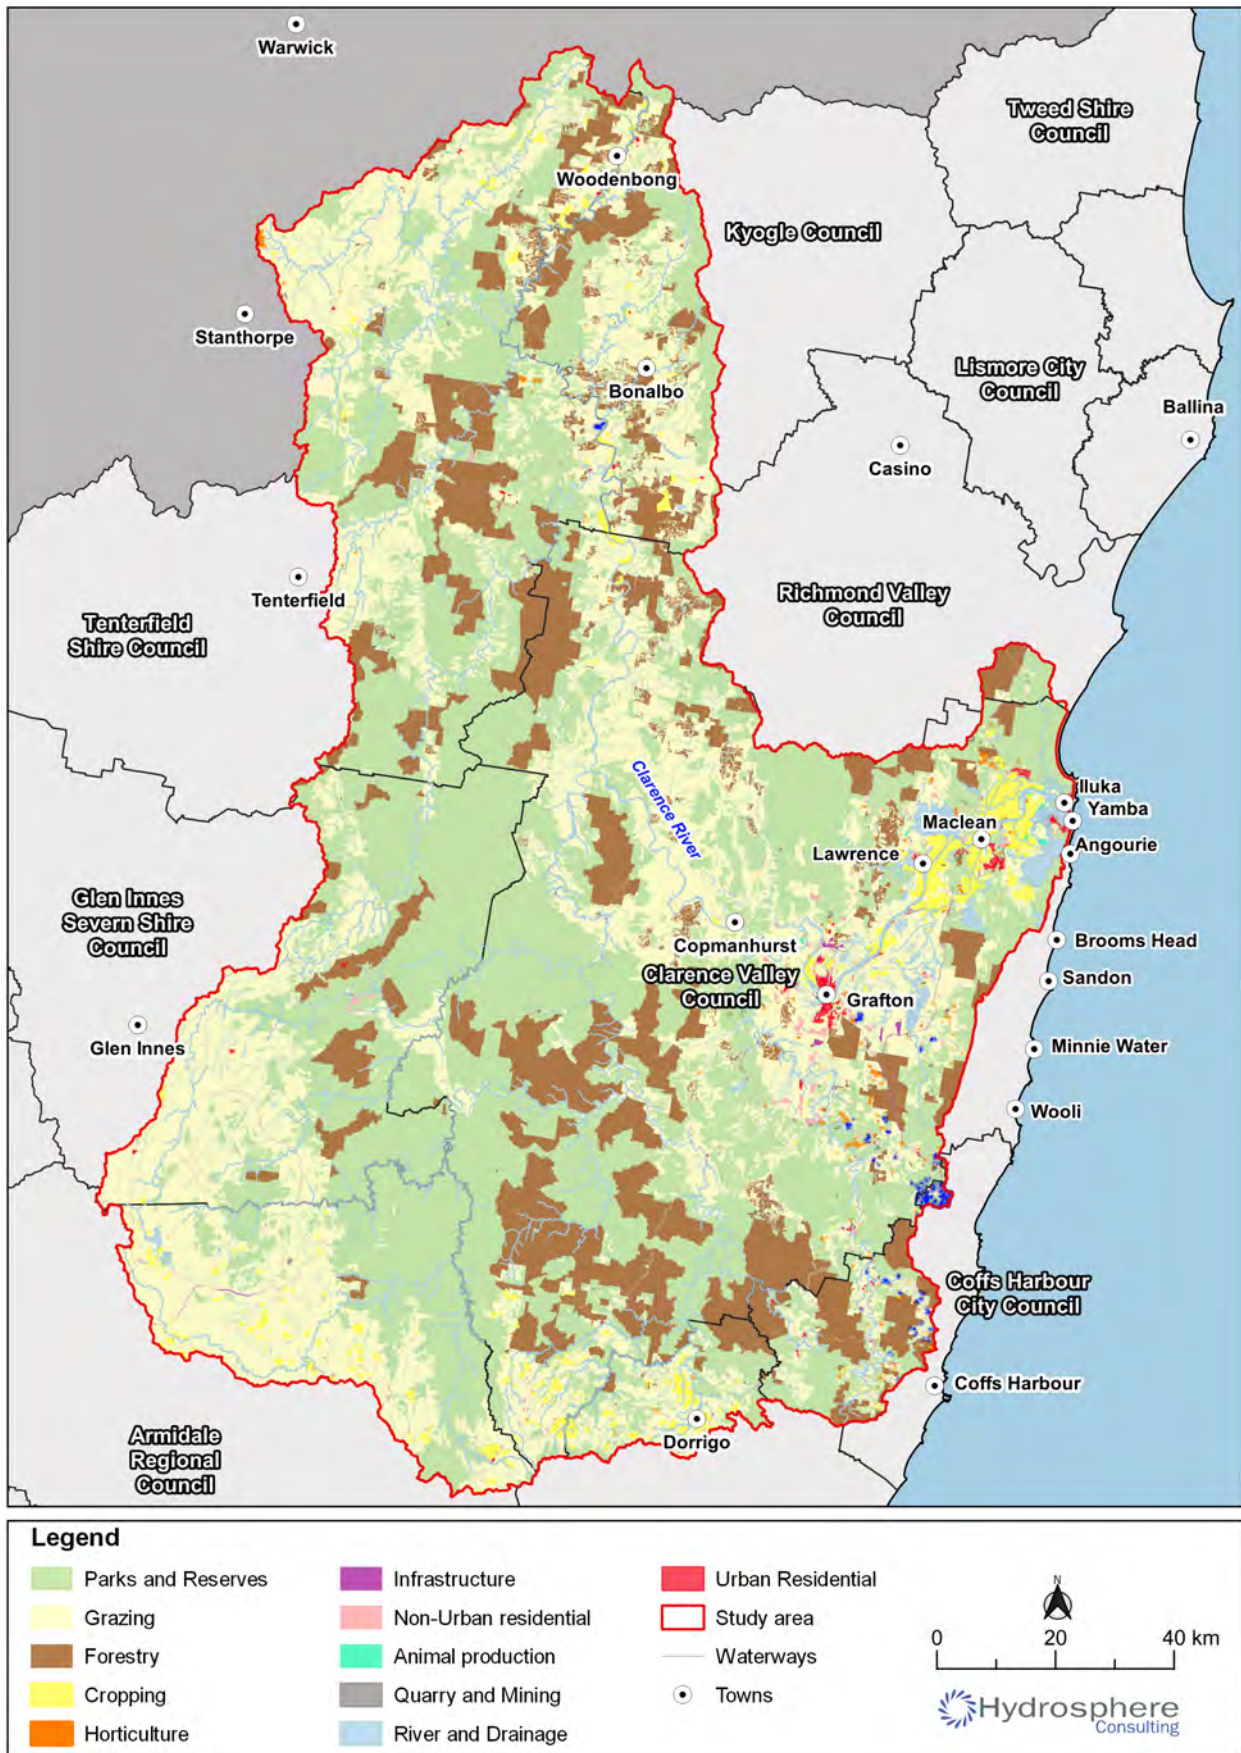 Warwick
Tweed Shire
Council
Woodenbong
Kyogle Council
Stanthorpe
Lismore City
Council
Bonalbo
Ballina
Casino
Tenterfield
Richmond Valley
Council
Tenterfield
Shire Council
Clarence River
Iluka
Yamba
Maclean
Angourie
Lawrence
Glen Innes
Severn Shire
Council
Copmanhurst
Brooms Head
Clarence Valley
Council
Sandon
Grafton
Glen Innes
Minnie Water
Wooli
Coffs Harbour
City Council
Coffs Harbour
Dorrigo
Armidale
Regional
Council
Legend
Parks and Reserves
Grazing
Forestry
Cropping
Horticulture
Infrastructure
Non-Urban residential
Animal production
Quarry and Mining
River and Drainage
Urban Residential
Study area
Waterways
Towns
N
0 20 40 km
Hydrosphere
Consulting